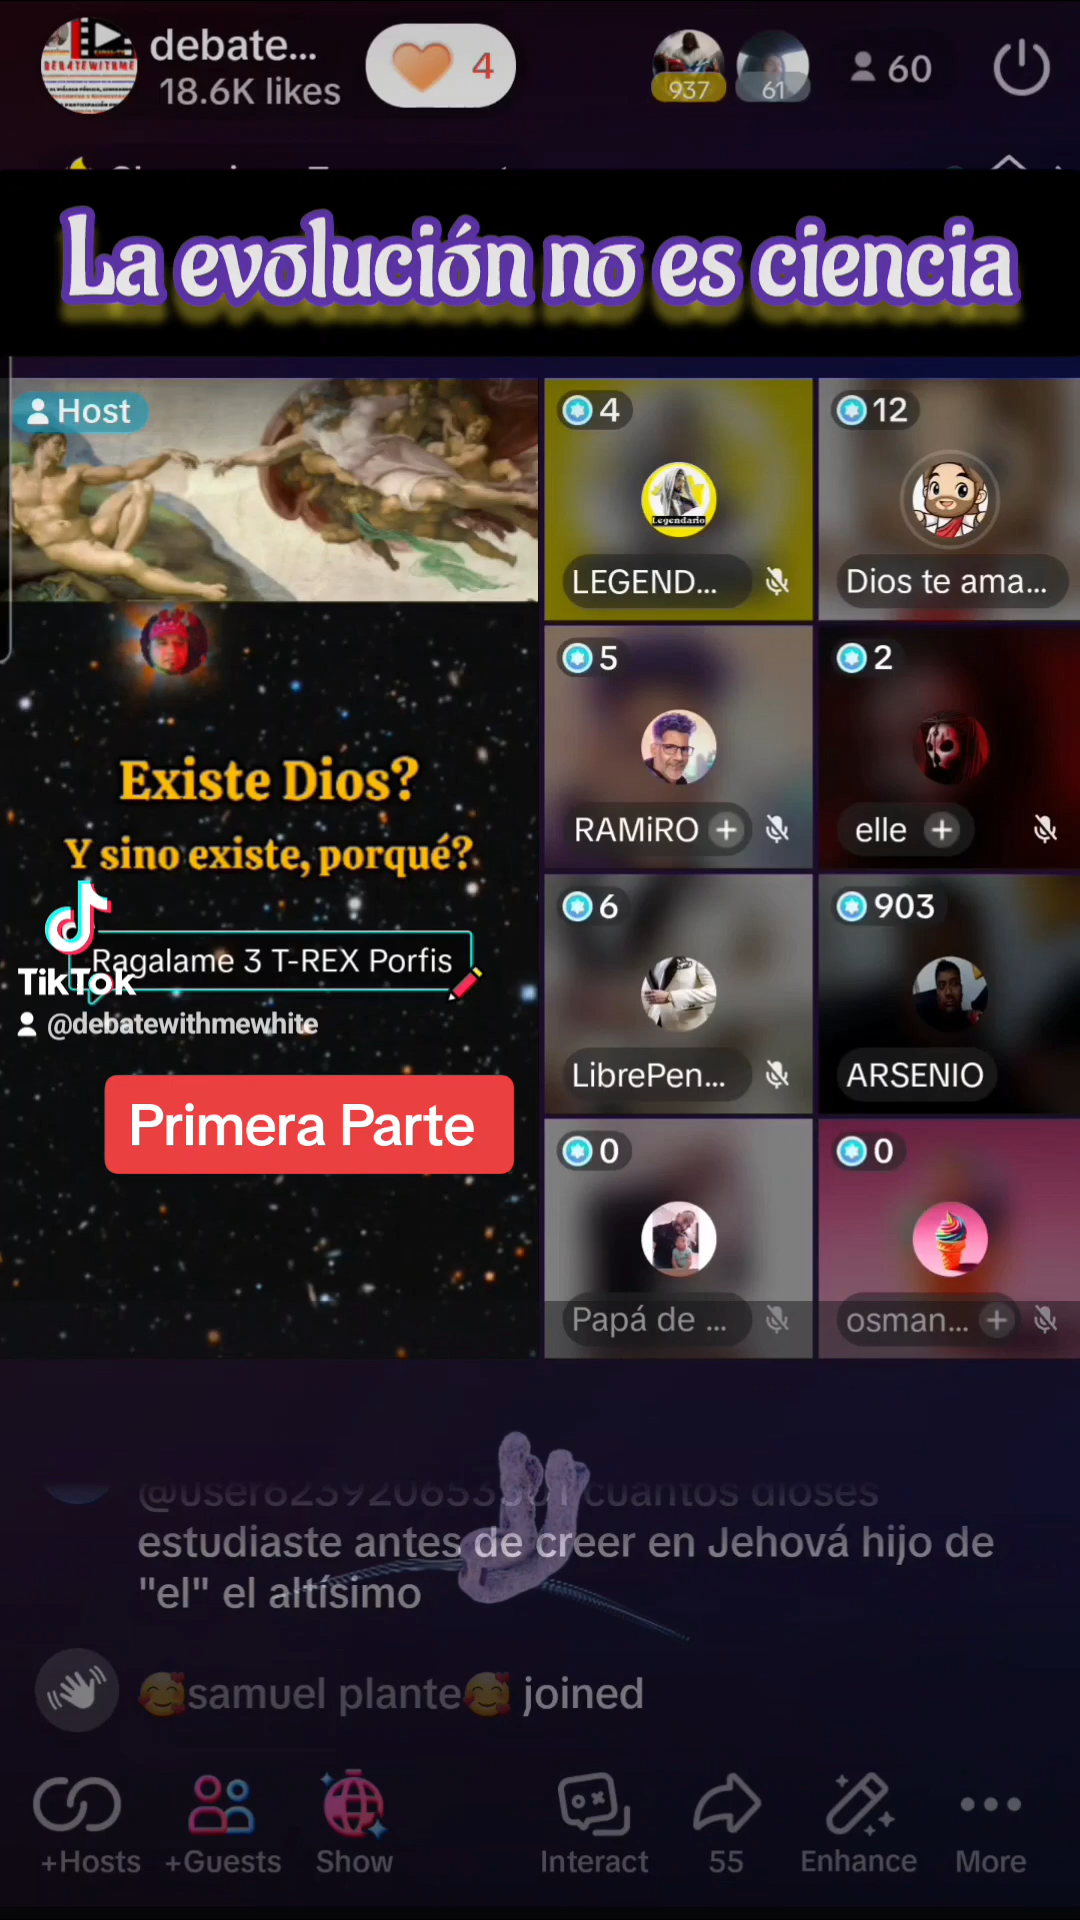 debate...
18.6K likes
4
937
61
60
La evolución no es ciencia
Host
4
LEGEND...
Legendario
12
Dios te ama...
5
RAMiRO +
2
elle +
Existe Dios?
Y sino existe, porqué?
Ragalame 3 T-REX Porfis
TikTok
@debatewithmewhite
Primera Parte
6
LibrePen...
903
ARSENIO
0
Papá de ...
0
osman... +
cuantos dioses
estudiaste antes de creer en Jehová hijo de
"el" el altísimo
🥰samuel plante🥰 joined
+Hosts
+Guests
Show
Interact
55
Enhance
More